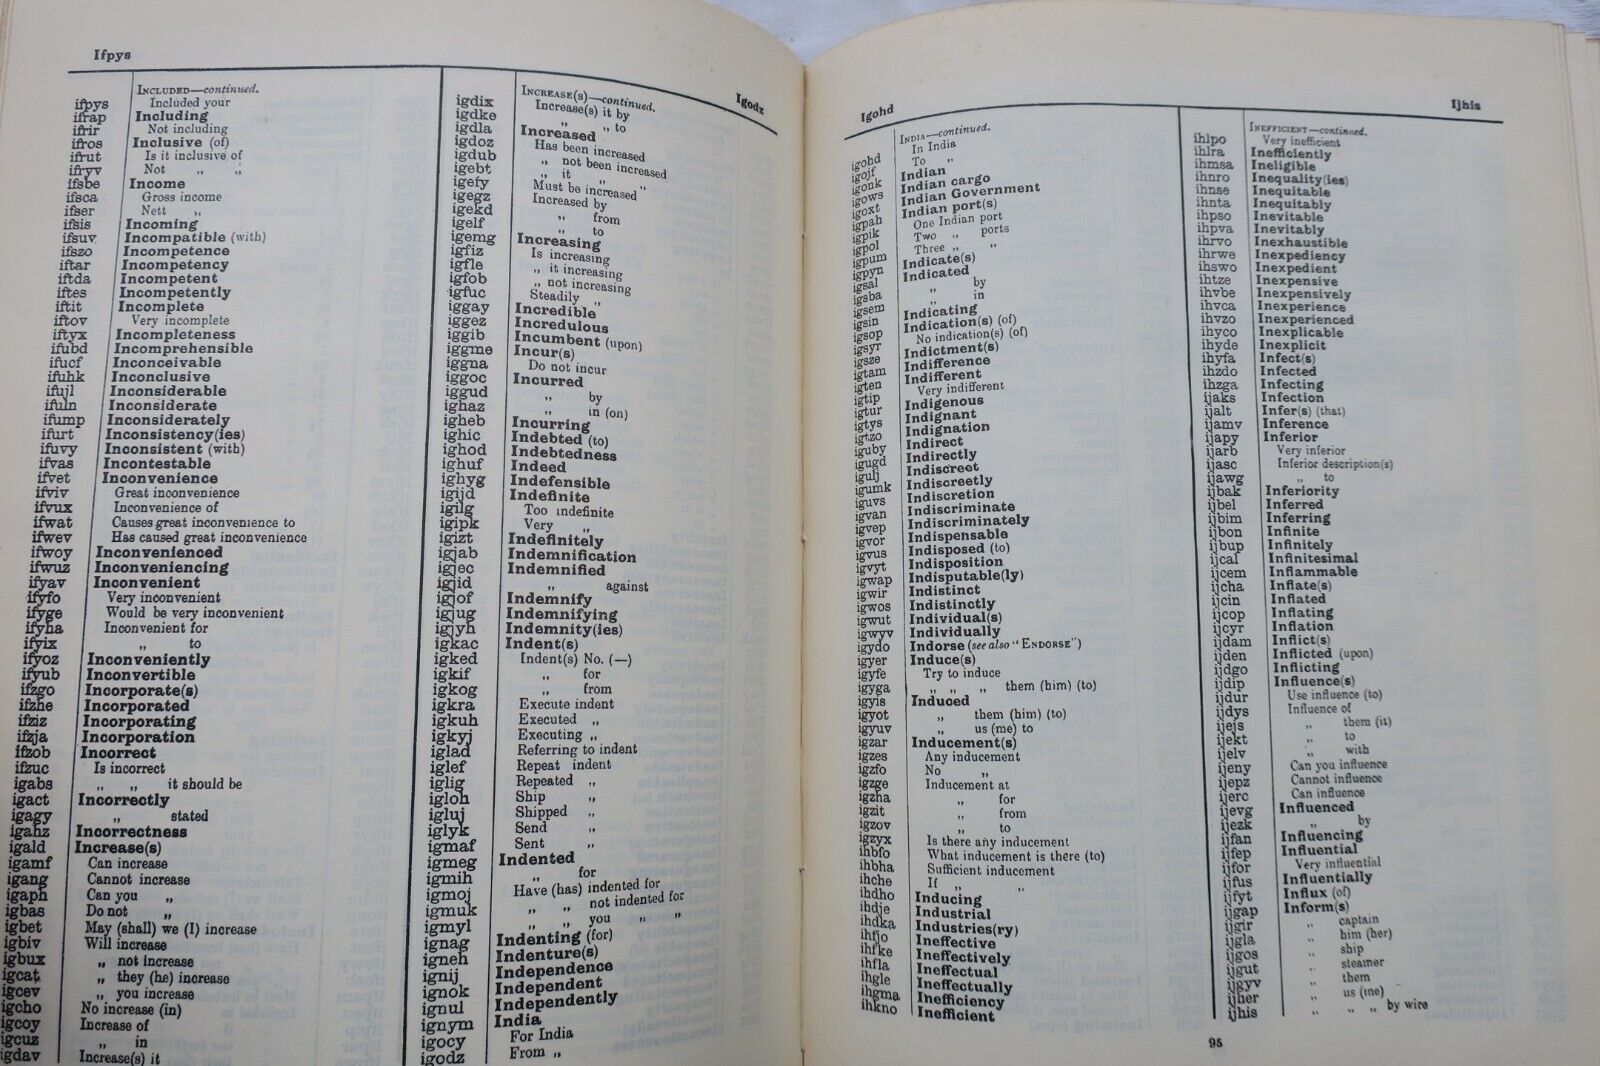 Ifpys
Igodz
INCLUDED—continued.
ifpys Included your
ifrap Including
ifrir Not including
ifros Inclusive (of)
ifrut Is it inclusive of
ifryv Not „ „
ifsbe Income
ifsca Gross income
ifser Nett „
ifsis Incoming
ifsuv Incompatible (with)
ifszo Incompetence
iftar Incompetency
iftda Incompetent
iftes Incompetently
iftit Incomplete
iftov Very incomplete
iftyx Incompleteness
ifubd Incomprehensible
ifucf Inconceivable
ifuhk Inconclusive
ifujl Inconsiderable
ifuln Inconsiderate
ifump Inconsiderately
ifurt Inconsistency(ies)
ifuvy Inconsistent (with)
ifvas Incontestable
ifvet Inconvenience
ifviv Great inconvenience
ifvux Inconvenience of
ifwat Causes great inconvenience to
ifwev Has caused great inconvenience
ifwoy Inconvenienced
ifwuz Inconveniencing
ifyav Inconvenient
ifyfo Very inconvenient
ifyge Would be very inconvenient
ifyha Inconvenient for
ifyix „ to
ifyoz Inconveniently
ifyub Inconvertible
ifzgo Incorporate(s)
ifzhe Incorporated
ifziz Incorporating
ifzja Incorporation
ifzob Incorrect
ifzuc Is incorrect
igabs „ „ it should be
igact Incorrectly
igagy „ stated
igahz Incorrectness
igald Increase(s)
igamf Can increase
igang Cannot increase
igaph Can you „
igbas Do not „
igbet May (shall) we (I) increase
igbiv Will increase
igbux „ not increase
igcat „ they (he) increase
igcev „ you increase
igcho No increase (in)
igcoy Increase of
igcuz „ in
igdav Increase(s) it
INCREASE(s)—continued.
igdix Increase(s) it by
igdke „ „ to
igdla Increased
igdoz Has been increased
igdub „ not been increased
igebt „ it „ „
igefy Must be increased
igegz Increased by
igekd „ from
igelf „ to
igemg Increasing
igfiz Is increasing
igfle „ it increasing
igfob „ not increasing
igfuc Steadily „
iggay Incredible
iggez Incredulous
iggib Incumbent (upon)
iggme Incur(s)
iggna Do not incur
iggoc Incurred
iggud „ by
ighaz „ in (on)
igheb Incurring
ighic Indebted (to)
ighod Indebtedness
ighuf Indeed
ighyg Indefensible
igijd Indefinite
igilg Too indefinite
igipk Very „
igizt Indefinitely
igjab Indemnification
igjec Indemnified
igjid „ against
igjof Indemnify
igjug Indemnifying
igjyh Indemnity(ies)
igkac Indent(s)
igked Indent(s) No. (—)
igkif „ for
igkog „ from
igkra Execute indent
igkuh Executed „
igkyj Executing „
iglad Referring to indent
iglef Repeat indent
iglig Repeated „
igloh Ship „
igluj Shipped „
iglyk Send „
igmaf Sent „
igmeg Indented
igmih „ for
igmoj Have (has) indented for
igmuk „ „ not indented for
igmyl „ „ you „ „
ignag Indenting (for)
igneh Indenture(s)
ignij Independence
ignok Independent
ignul Independently
ignym India
igocy For India
igodz From „
Igohd
Ijhis
INDIA—continued.
igohd In India
igojf To „
igonk Indian
igows Indian cargo
igoxt Indian Government
igpah Indian port(s)
igpik One Indian port
igpol Two „ ports
igpum Three „ „
igpyn Indicate(s)
igsal Indicated
igsba „ by
igsem „ in
igsin Indicating
igsop Indication(s) (of)
igsyr No indication(s) (of)
igsze Indictment(s)
igtam Indifference
igten Indifferent
igtip Very indifferent
igtur Indigenous
igtys Indignant
igtzo Indignation
iguby Indirect
igugd Indirectly
igulj Indiscreet
igumk Indiscreetly
iguvs Indiscretion
igvan Indiscriminate
igvep Indiscriminately
igvor Indispensable
igvus Indisposed (to)
igvyt Indisposition
igwap Indisputable(ly)
igwir Indistinct
igwos Indistinctly
igwut Individual(s)
igwyv Individually
igydo Indorse (see also “ENDORSE”)
igyer Induce(s)
igyfe Try to induce
igyga „ „ „ them (him) (to)
igyis Induced
igyot „ them (him) (to)
igyuv „ us (me) to
igzar Inducement(s)
igzes Any inducement
igzfo No „
igzge Inducement at
igzha „ for
igzit „ from
igzov „ to
igzyx Is there any inducement
ihbfo What inducement is there (to)
ihbha Sufficient inducement
ihche If „ „
ihdho Inducing
ihdje Industrial
ihdka Industries(ry)
ihfjo Ineffective
ihfke Ineffectively
ihfla Ineffectual
ihgle Ineffectually
ihgma Inefficiency
ihkno Inefficient
INEFFICIENT—continued.
ihlpo Very inefficient
ihlra Inefficiently
ihmsa Ineligible
ihnro Inequality(ies)
ihnse Inequitable
ihnta Inequitably
ihpso Inevitable
ihpva Inevitably
ihrvo Inexhaustible
ihrwe Inexpediency
ihswo Inexpedient
ihtze Inexpensive
ihvbe Inexpensively
ihvca Inexperience
ihvzo Inexperienced
ihyco Inexplicable
ihyde Inexplicit
ihyfa Infect(s)
ihzdo Infected
ihzga Infecting
ijaks Infection
ijalt Infer(s) (that)
ijamv Inference
ijapy Inferior
ijarb Very inferior
ijasc Inferior description(s)
ijawg „ to
ijbak Inferiority
ijbel Inferred
ijbim Inferring
ijbon Infinite
ijbup Infinitely
ijcal Infinitesimal
ijcem Inflammable
ijcha Inflate(s)
ijcin Inflated
ijcop Inflating
ijcyr Inflation
ijdam Inflict(s)
ijden Inflicted (upon)
ijdgo Inflicting
ijdip Influence(s)
ijdur Use influence (to)
ijdys Influence of
ijejs „ them (it)
ijekt „ to
ijelv „ with
ijeny Can you influence
ijepz Cannot influence
ijerc Can influence
ijevg Influenced
ijezk „ by
ijfan Influencing
ijfep Influential
ijfor Very influential
ijfus Influentially
ijfyt Influx (of)
ijgap Inform(s)
ijgir „ captain
ijgla „ him (her)
ijgos „ ship
ijgut „ steamer
ijgyv „ them
ijher „ us (me)
ijhis „ „ „ by wire
95